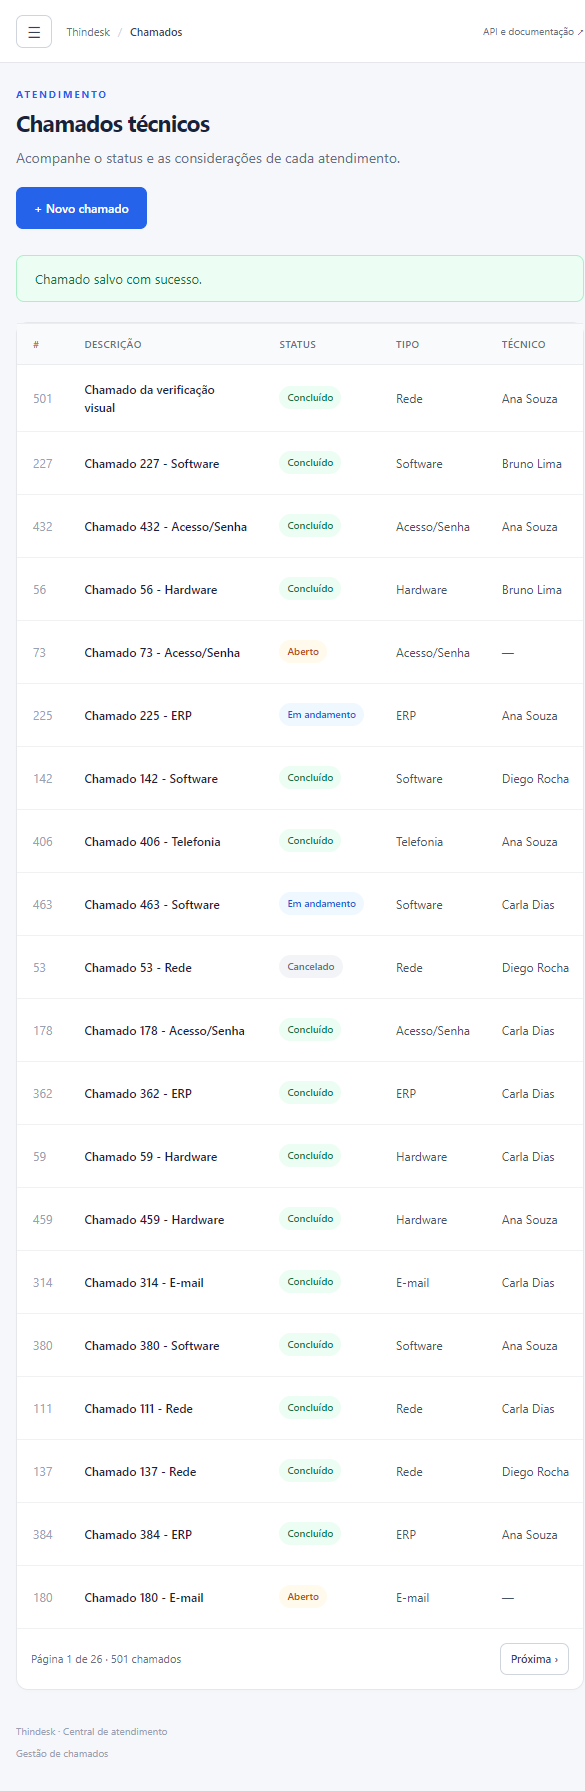 ☰ Thindesk / Chamados API e documentação ↗
ATENDIMENTO
Chamados técnicos
Acompanhe o status e as considerações de cada atendimento.
+ Novo chamado
Chamado salvo com sucesso.
# DESCRIÇÃO STATUS TIPO TÉCNICO
501 Chamado da verificação visual Concluído Rede Ana Souza
227 Chamado 227 - Software Concluído Software Bruno Lima
432 Chamado 432 - Acesso/Senha Concluído Acesso/Senha Ana Souza
56 Chamado 56 - Hardware Concluído Hardware Bruno Lima
73 Chamado 73 - Acesso/Senha Aberto Acesso/Senha —
225 Chamado 225 - ERP Em andamento ERP Ana Souza
142 Chamado 142 - Software Concluído Software Diego Rocha
406 Chamado 406 - Telefonia Concluído Telefonia Ana Souza
463 Chamado 463 - Software Em andamento Software Carla Dias
53 Chamado 53 - Rede Cancelado Rede Diego Rocha
178 Chamado 178 - Acesso/Senha Concluído Acesso/Senha Carla Dias
362 Chamado 362 - ERP Concluído ERP Carla Dias
59 Chamado 59 - Hardware Concluído Hardware Carla Dias
459 Chamado 459 - Hardware Concluído Hardware Ana Souza
314 Chamado 314 - E-mail Concluído E-mail Carla Dias
380 Chamado 380 - Software Concluído Software Ana Souza
111 Chamado 111 - Rede Concluído Rede Carla Dias
137 Chamado 137 - Rede Concluído Rede Diego Rocha
384 Chamado 384 - ERP Concluído ERP Ana Souza
180 Chamado 180 - E-mail Aberto E-mail —
Página 1 de 26 · 501 chamados Próxima ›
Thindesk · Central de atendimento
Gestão de chamados